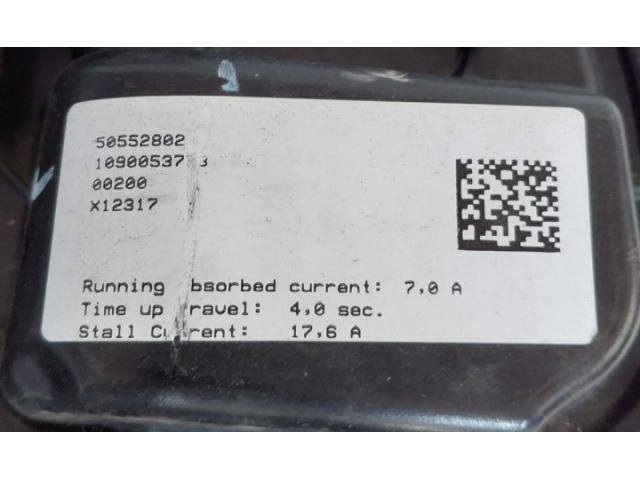 50552802
00200
X12317
Running current: 7,0 A
Time up 4,0 sec.
Stall 17,6 A